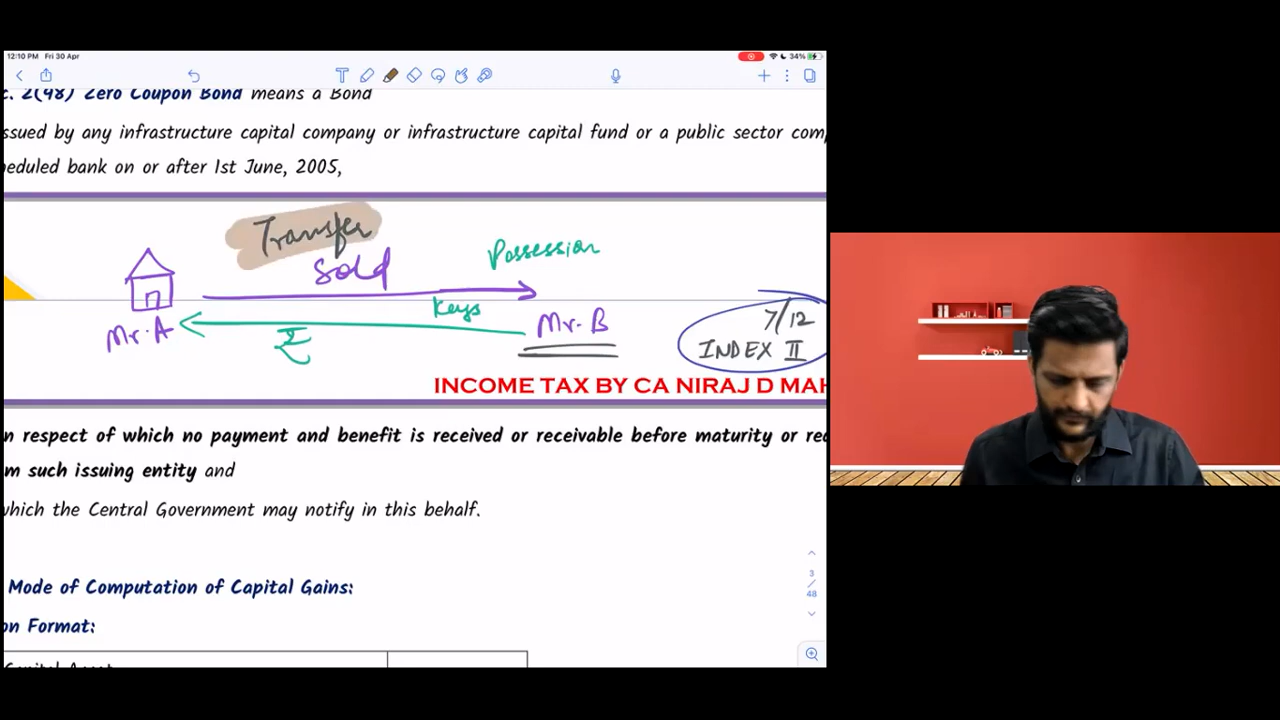 12:10 PM Fri 30 Apr
34%
c. 2(48) Zero Coupon Bond means a Bond
ssued by any infrastructure capital company or infrastructure capital fund or a public sector com
heduled bank on or after 1st June, 2005,
Transfer
Sold
Possession
Keys
Mr. A
₹
Mr. B
7/12
INDEX II
INCOME TAX BY CA NIRAJ D MAH
n respect of which no payment and benefit is received or receivable before maturity or re
m such issuing entity and
which the Central Government may notify in this behalf.
Mode of Computation of Capital Gains:
on Format:
Capital Asset
3
/
48